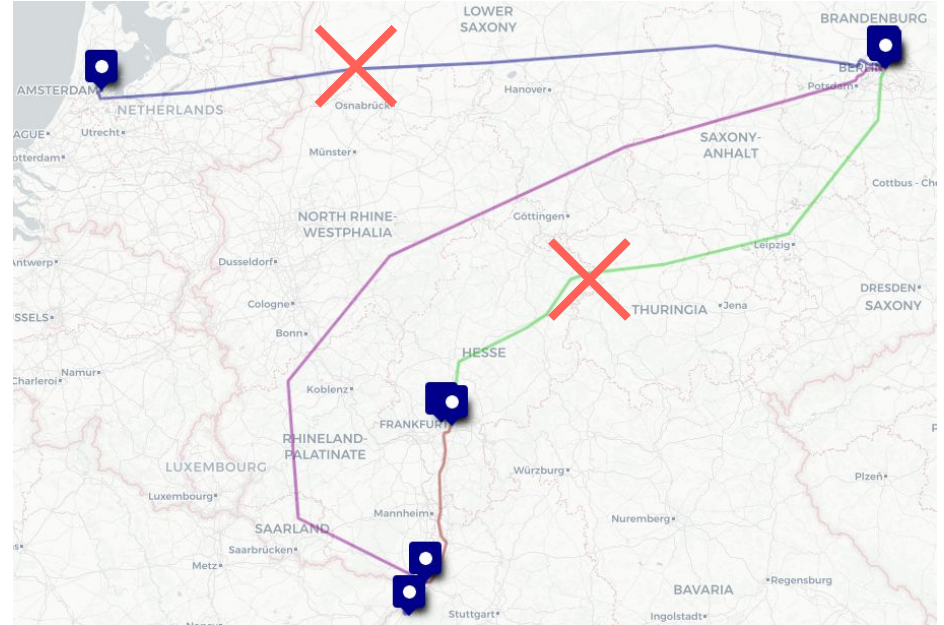 LOWER
SAXONY
BRANDENBURG
AMSTERDAM
BERLIN
Potsdam
Hanover
Osnabrück
NETHERLANDS
AGUE
Utrecht
otterdam
Münster
SAXONY-
ANHALT
Cottbus - Che
NORTH RHINE-
WESTPHALIA
Göttingen
Leipzig
Antwerp
Dusseldorf
DRESDEN
SAXONY
Cologne
THURINGIA
Jena
SSELS
Bonn
HESSE
Namur
Charleroi
Koblenz
FRANKFURT
RHINELAND-
PALATINATE
LUXEMBOURG
Würzburg
Plzeň
Luxembourg
Mannheim
Nuremberg
SAARLAND
Saarbrücken
Metz
BAVARIA
Regensburg
Stuttgart
Ingolstadt